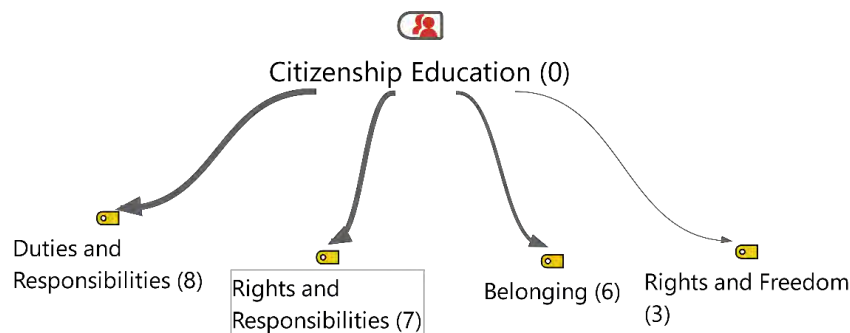 Citizenship Education (0)
Duties and
Responsibilities (8)
Rights and
Responsibilities (7)
Belonging (6)
Rights and Freedom
(3)